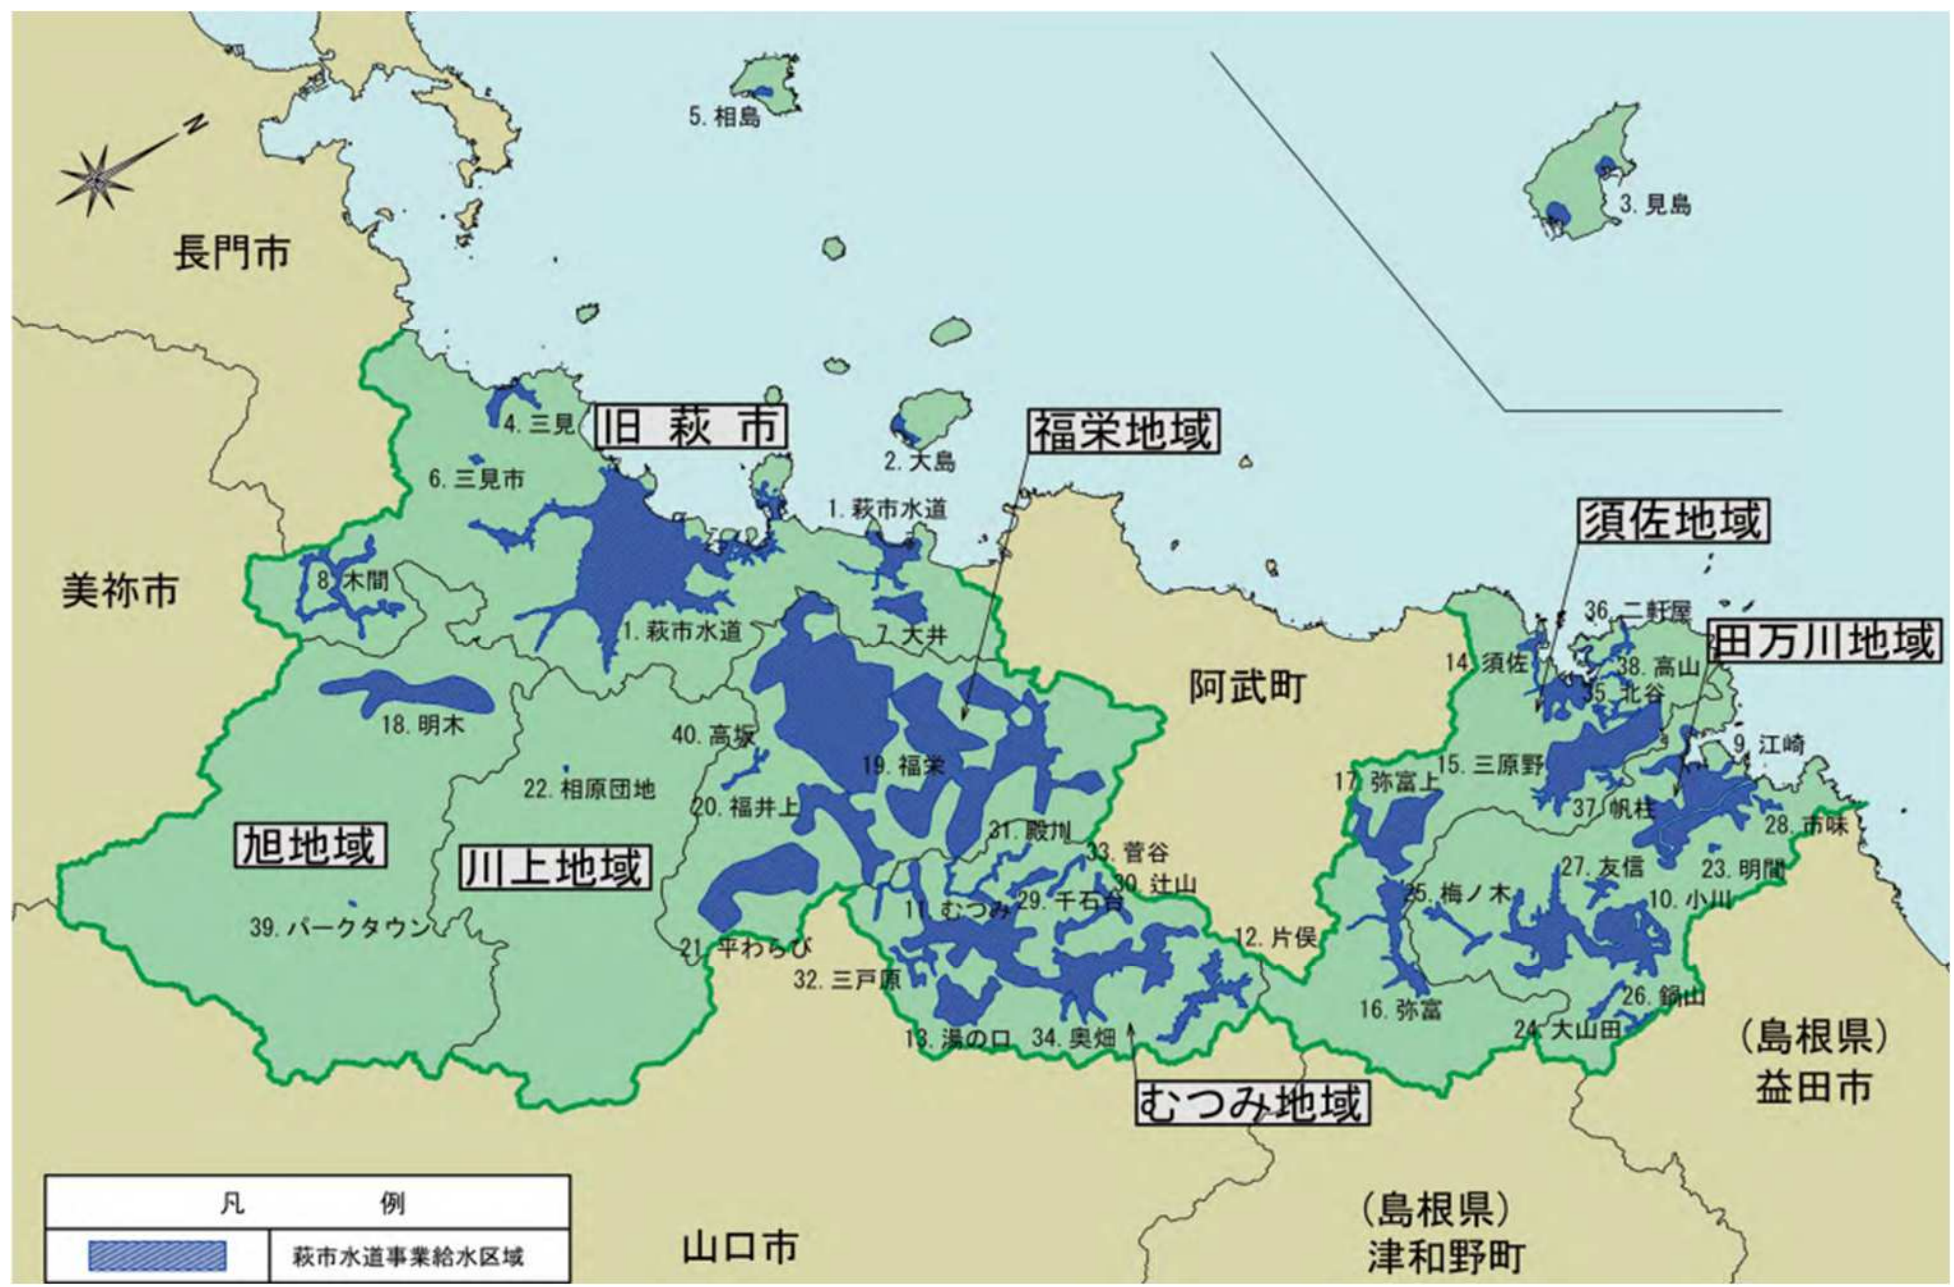 N
5. 相島
3. 見島
長門市
4. 三見
旧 萩 市
福栄地域
2. 大島
6. 三見市
1. 萩市水道
須佐地域
美祢市
8. 木間
1. 萩市水道
7. 大井
36. 二軒屋
田万川地域
14. 須佐
38. 高山
35. 北谷
阿武町
18. 明木
40. 高坂
9. 江崎
19. 福栄
15. 三原野
17. 弥富上
22. 相原団地
20. 福井上
37. 帆柱
31. 殿川
28. 市味
旭地域
川上地域
33. 菅谷
27. 友信
23. 明間
30. 辻山
25. 梅ノ木
10. 小川
11. むつみ
29. 千石台
39. パークタウン
12. 片俣
21. 平わらび
32. 三戸原
26. 鍋山
16. 弥富
13. 湯の口
34. 奥畑
24. 大山田
むつみ地域
(島根県)
益田市
凡 例
萩市水道事業給水区域
山口市
(島根県)
津和野町